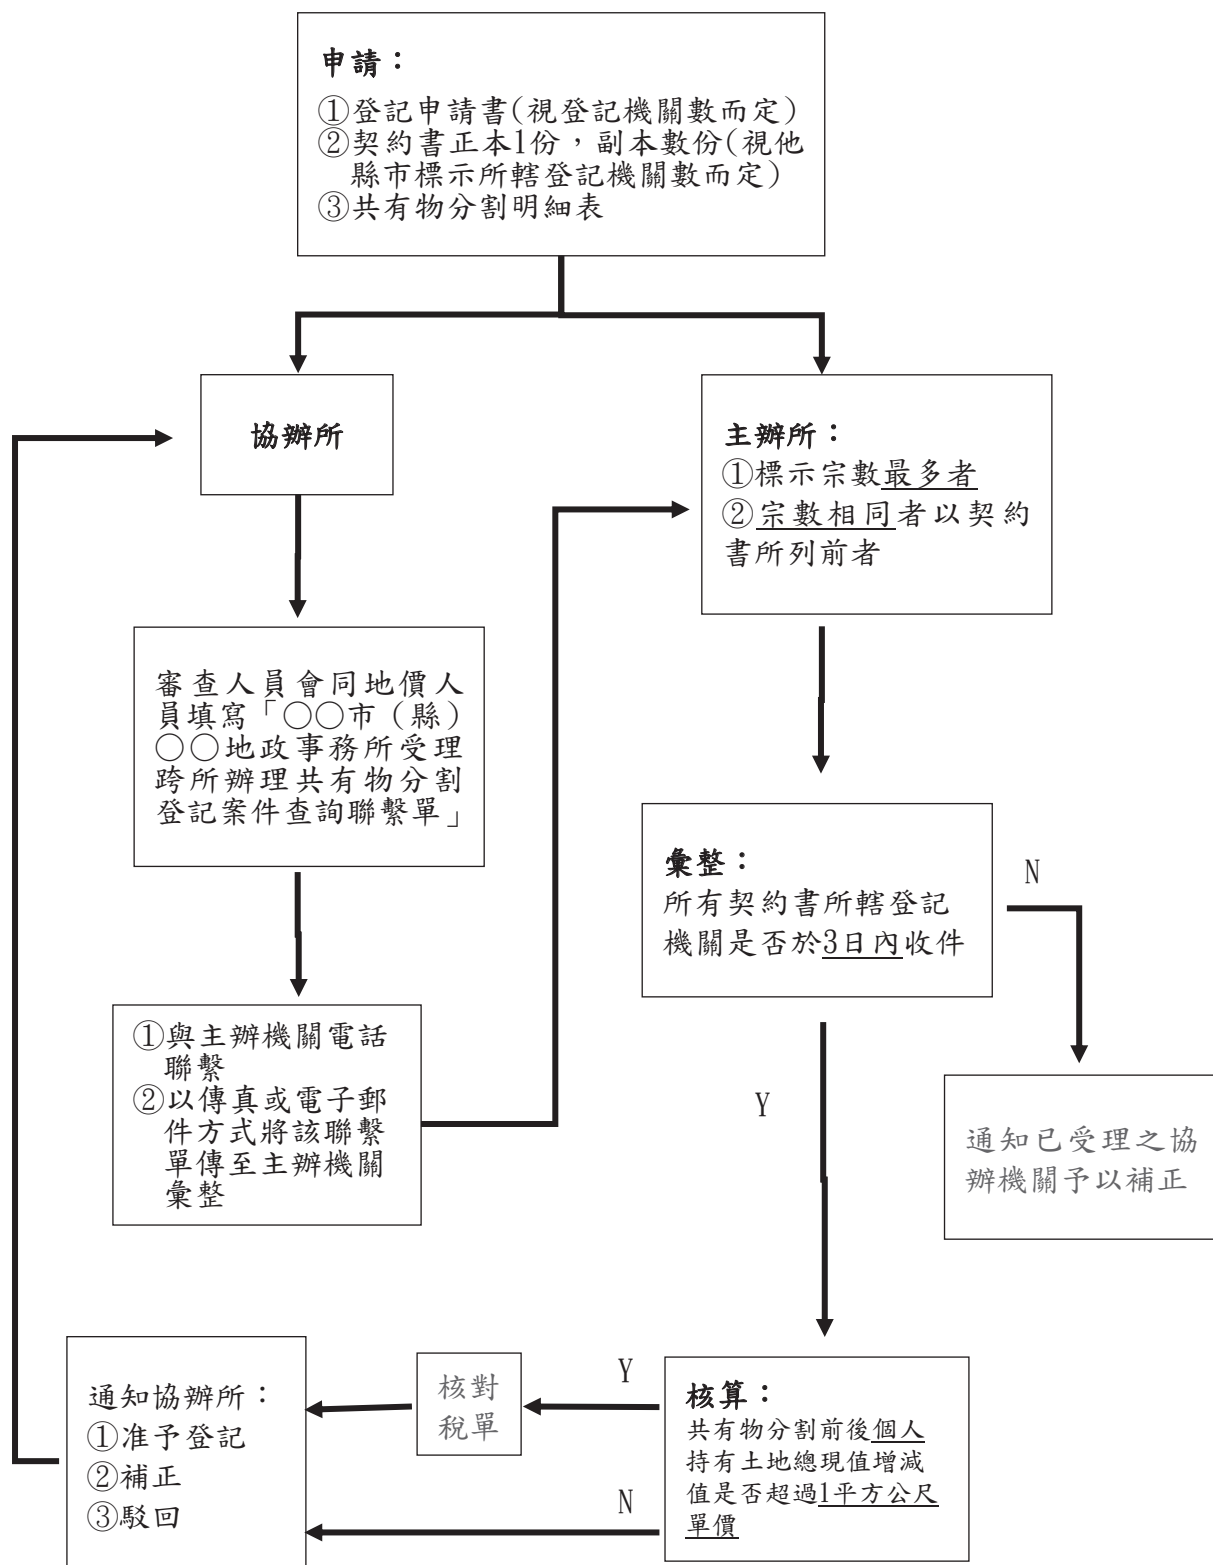 申請：
①登記申請書(視登記機關數而定)
②契約書正本1份，副本數份(視他
縣市標示所轄登記機關數而定)
③共有物分割明細表
協辦所
主辦所：
①標示宗數最多者
②宗數相同者以契約
書所列前者
審查人員會同地價人
員填寫「○○市（縣）
○○地政事務所受理
跨所辦理共有物分割
登記案件查詢聯繫單」
彙整：
所有契約書所轄登記
機關是否於3日內收件
N
①與主辦機關電話
聯繫
②以傳真或電子郵
件方式將該聯繫
單傳至主辦機關
彙整
Y
通知已受理之協
辦機關予以補正
通知協辦所：
①准予登記
②補正
③駁回
核對
稅單
Y
N
核算：
共有物分割前後個人
持有土地總現值增減
值是否超過1平方公尺
單價